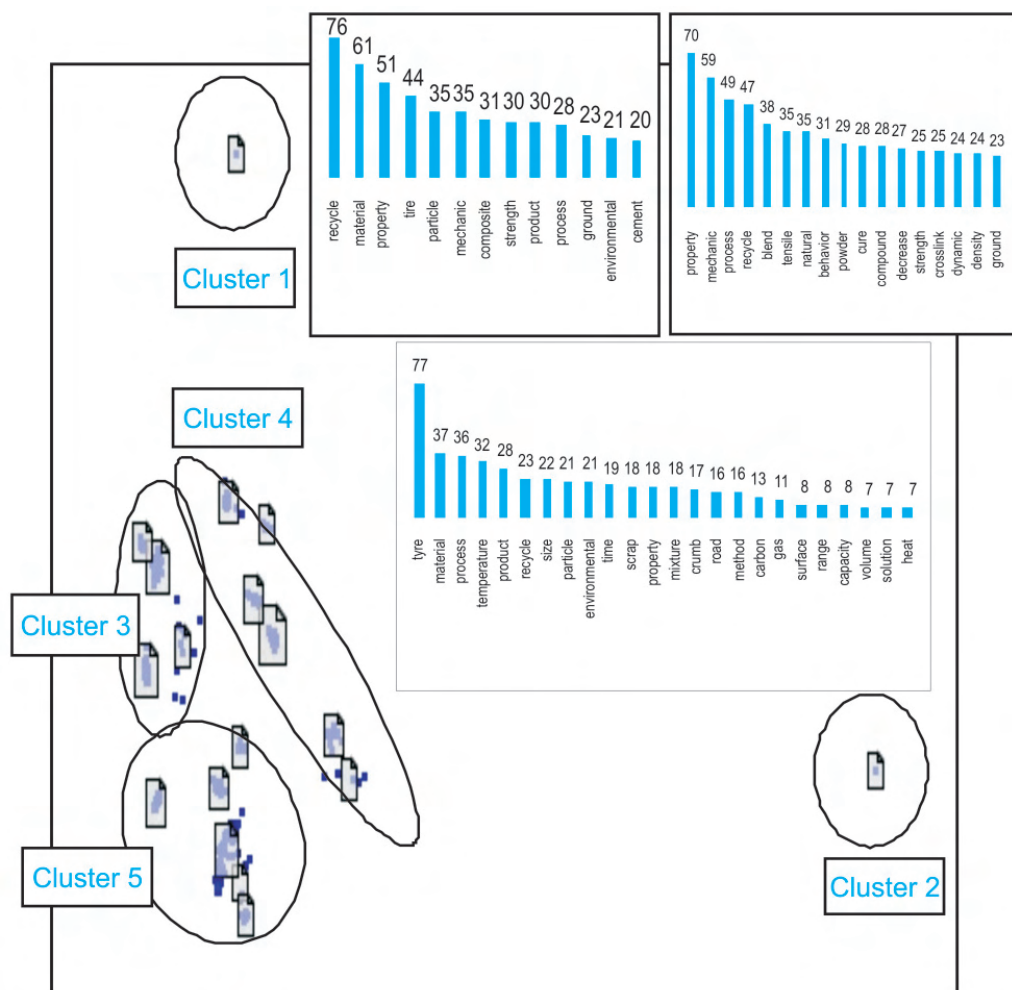 76
61
51
44
35 35
31 30 30
28
23 21 20
recycle
material
property
tire
particle
mechanic
composite
strength
product
process
ground
environmental
cement
70
59
49 47
38
35 35
31 29 28 28 27
25 25 24 24 23
property
mechanic
process
recycle
blend
tensile
natural
behavior
powder
cure
compound
decrease
strength
crosslink
dynamic
density
ground
Cluster 1
77
37 36
32
28
23 22 21 21
19 18 18 18 17 16 16
13
11
8 8 8 7 7 7
tyre
material
process
temperature
product
recycle
size
particle
environmental
time
scrap
property
mixture
crumb
road
method
carbon
gas
surface
range
capacity
volume
solution
heat
Cluster 4
Cluster 3
Cluster 5
Cluster 2